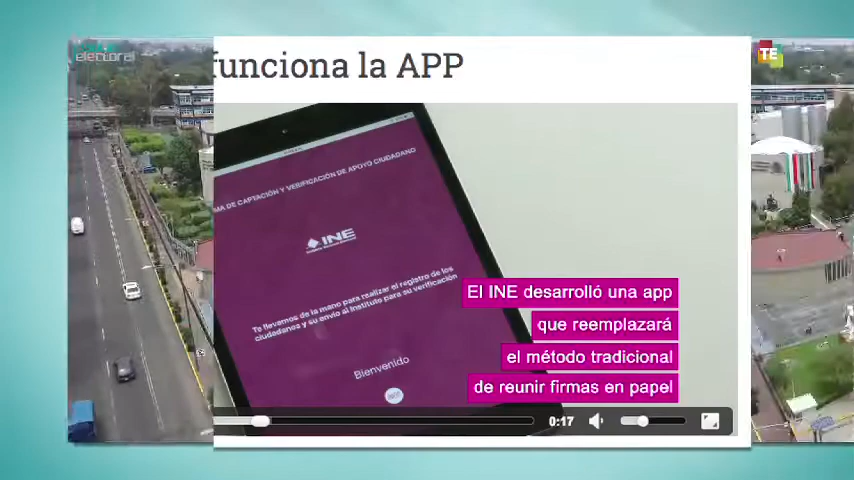 electoral
TE
funciona la APP
MA DE CAPTACIÓN Y VERIFICACIÓN DE APOYO CIUDADANO
INE
Te llevamos de la mano para realizar el registro de los
ciudadanos y su envío al Instituto para su verificación
Bienvenido
El INE desarrolló una app
que reemplazará
el método tradicional
de reunir firmas en papel
0:17